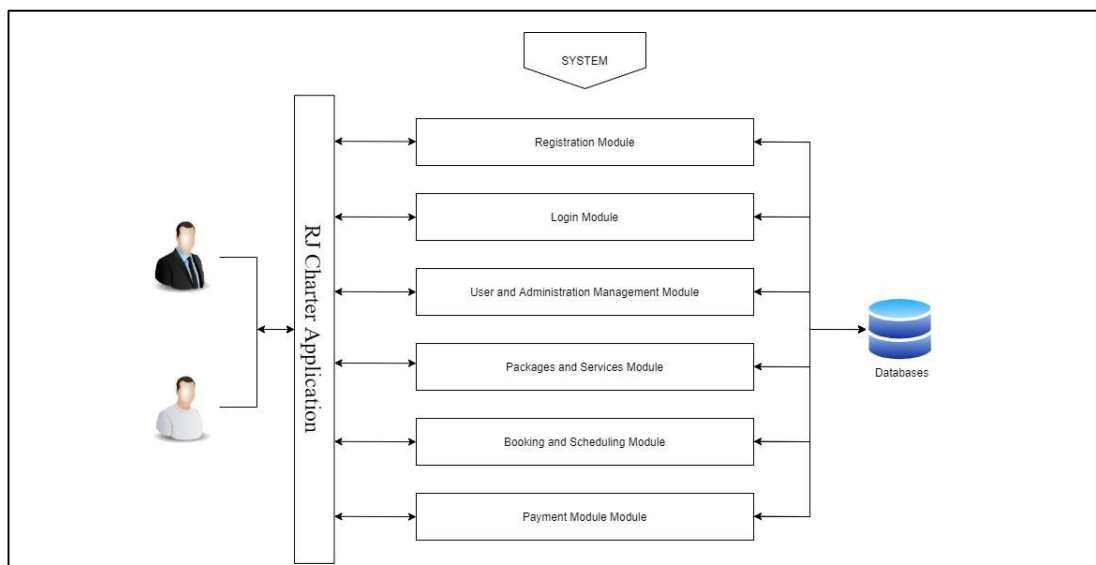 SYSTEM
RJ Charter Application
Registration Module
Login Module
User and Administration Management Module
Packages and Services Module
Booking and Scheduling Module
Payment Module Module
Databases